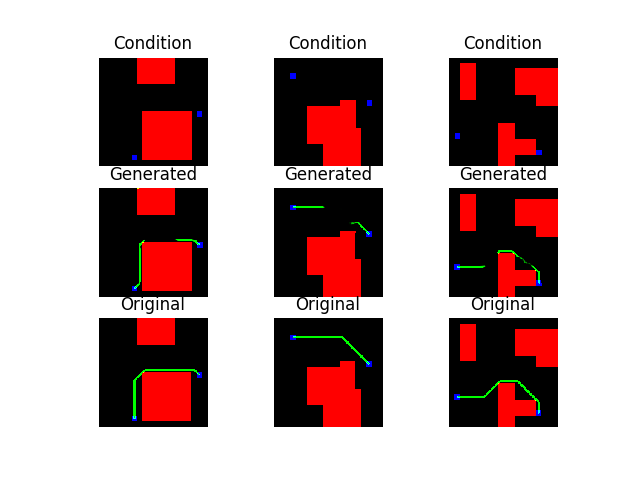 Condition Condition Condition
Generated Generated Generated
Original Original Original